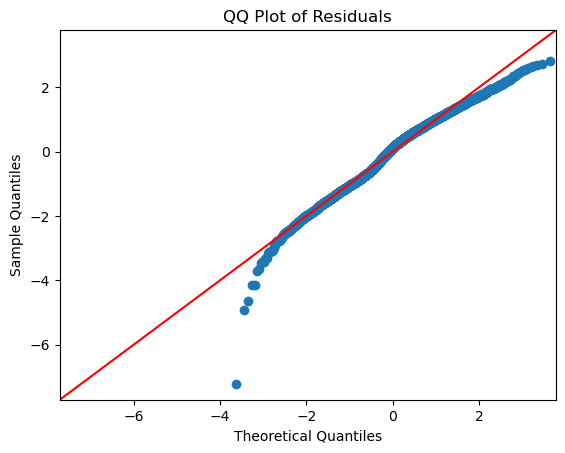 QQ Plot of Residuals
Sample Quantiles
2
0
−2
−4
−6
−6 −4 −2 0 2
Theoretical Quantiles